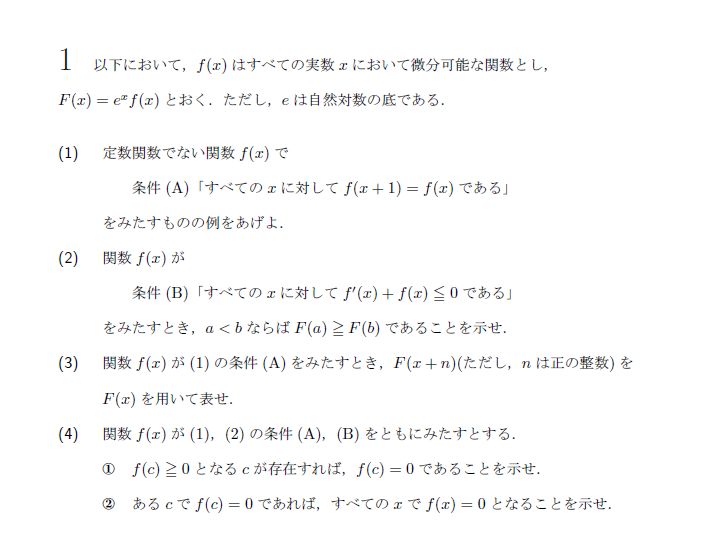 1 以下において，f(x) はすべての実数 x において微分可能な関数とし，
F(x) = eˣf(x) とおく．ただし，e は自然対数の底である．
(1) 定数関数でない関数 f(x) で
条件 (A)「すべての x に対して f(x + 1) = f(x) である」
をみたすものの例をあげよ．
(2) 関数 f(x) が
条件 (B)「すべての x に対して f′(x) + f(x) ≦ 0 である」
をみたすとき，a < b ならば F(a) ≧ F(b) であることを示せ．
(3) 関数 f(x) が (1) の条件 (A) をみたすとき，F(x + n)(ただし，n は正の整数) を
F(x) を用いて表せ．
(4) 関数 f(x) が (1)，(2) の条件 (A)，(B) をともにみたすとする．
① f(c) ≧ 0 となる c が存在すれば，f(c) = 0 であることを示せ．
② ある c で f(c) = 0 であれば，すべての x で f(x) = 0 となることを示せ．